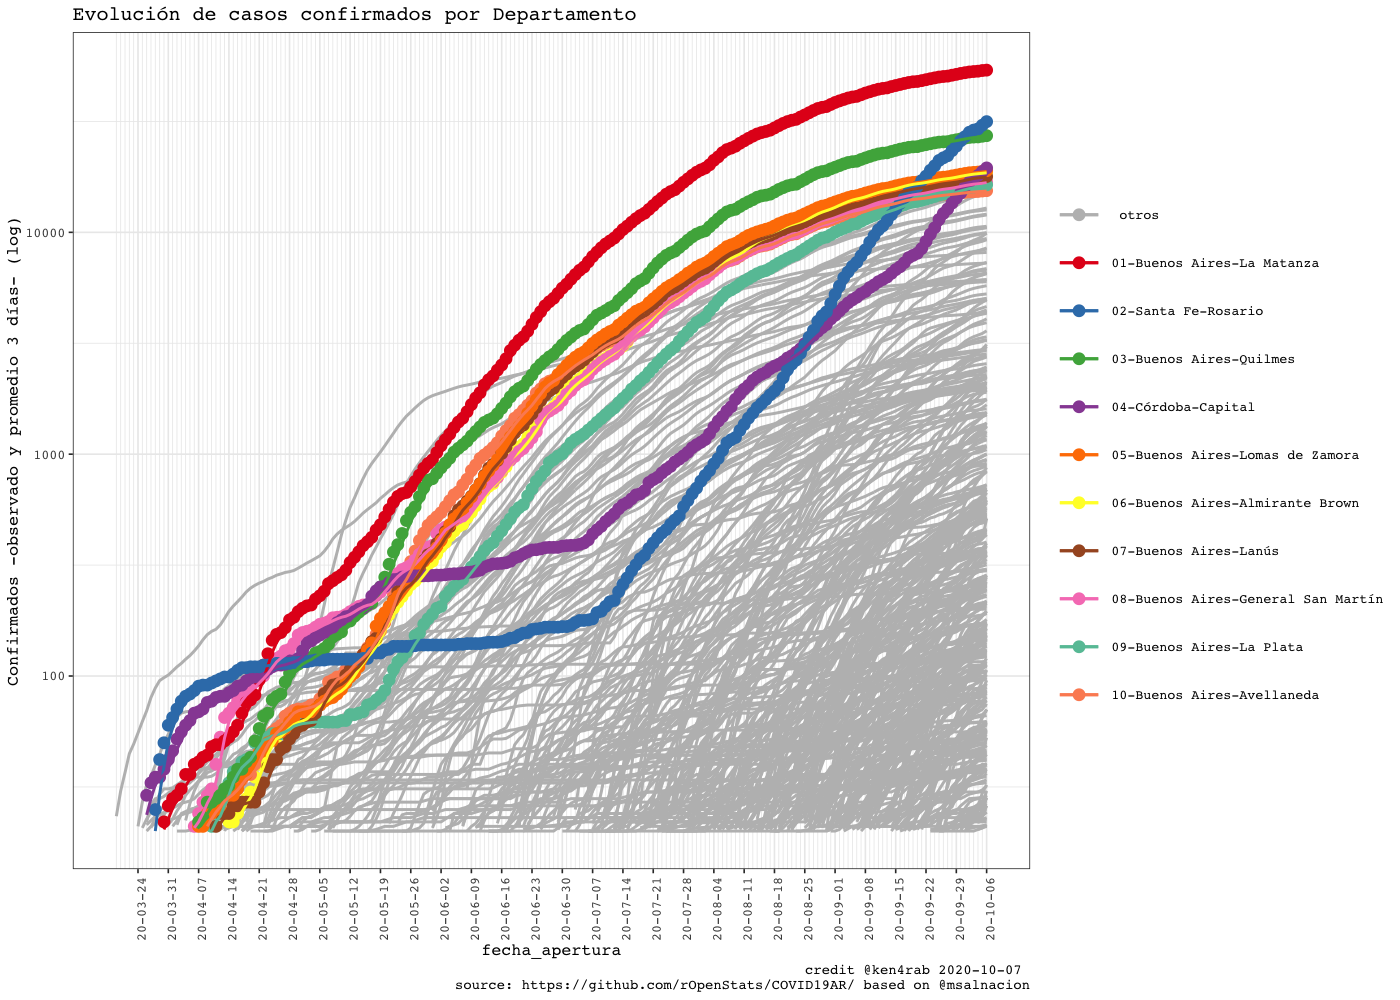 Evolución de casos confirmados por Departamento
Confirmados -observado y promedio 3 días- (log)
10000
1000
100
20-03-24
20-03-31
20-04-07
20-04-14
20-04-21
20-04-28
20-05-05
20-05-12
20-05-19
20-05-26
20-06-02
20-06-09
20-06-16
20-06-23
20-06-30
20-07-07
20-07-14
20-07-21
20-07-28
20-08-04
20-08-11
20-08-18
20-08-25
20-09-01
20-09-08
20-09-15
20-09-22
20-09-29
20-10-06
fecha_apertura
otros
01-Buenos Aires-La Matanza
02-Santa Fe-Rosario
03-Buenos Aires-Quilmes
04-Córdoba-Capital
05-Buenos Aires-Lomas de Zamora
06-Buenos Aires-Almirante Brown
07-Buenos Aires-Lanús
08-Buenos Aires-General San Martín
09-Buenos Aires-La Plata
10-Buenos Aires-Avellaneda
credit @ken4rab 2020-10-07
source: https://github.com/rOpenStats/COVID19AR/ based on @msalnacion